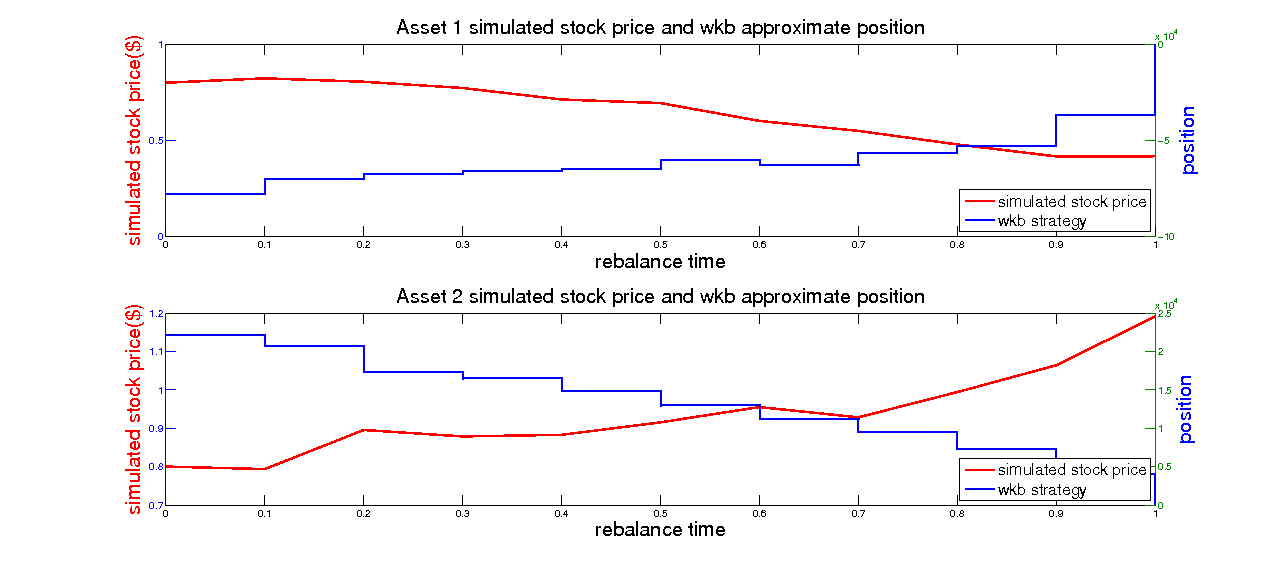 Asset 1 simulated stock price and wkb approximate position
x 10^4
simulated stock price($)
1
0.5
0
0
-5
-10
position
simulated stock price
wkb strategy
0 0.1 0.2 0.3 0.4 0.5 0.6 0.7 0.8 0.9 1
rebalance time
Asset 2 simulated stock price and wkb approximate position
x 10^4
simulated stock price($)
1.2
1.1
1
0.9
0.8
0.7
2.5
2
1.5
1
0.5
0
position
simulated stock price
wkb strategy
0 0.1 0.2 0.3 0.4 0.5 0.6 0.7 0.8 0.9 1
rebalance time